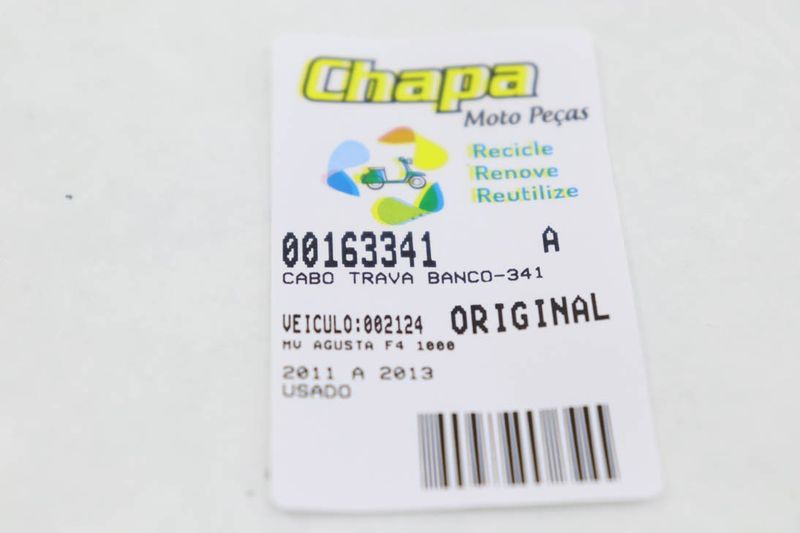 Chapa
Moto Peças
Recicle
Renove
Reutilize
00163341 A
CABO TRAVA BANCO-341
VEICULO:002124 ORIGINAL
MV AGUSTA F4 1000
2011 A 2013
USADO